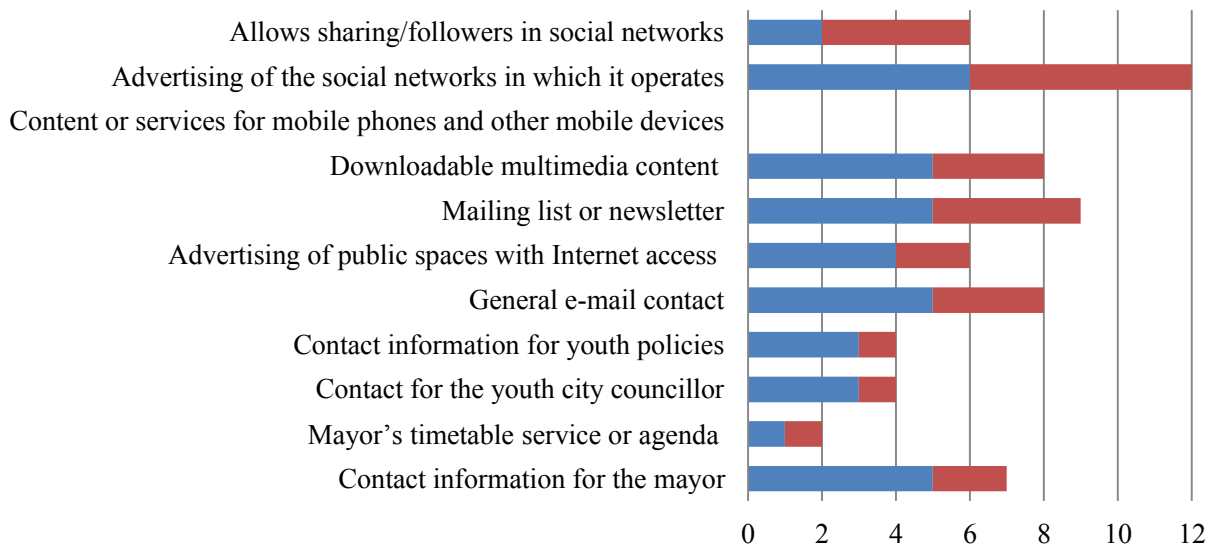 Allows sharing/followers in social networks
Advertising of the social networks in which it operates
Content or services for mobile phones and other mobile devices
Downloadable multimedia content
Mailing list or newsletter
Advertising of public spaces with Internet access
General e-mail contact
Contact information for youth policies
Contact for the youth city councillor
Mayor’s timetable service or agenda
Contact information for the mayor
0 2 4 6 8 10 12